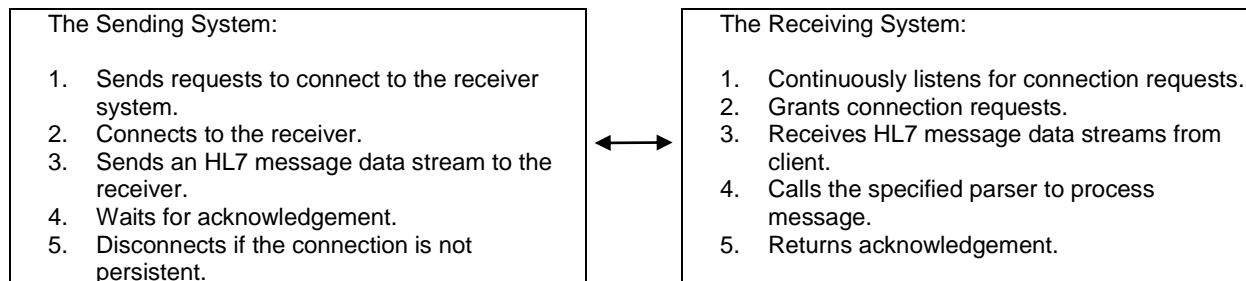 The Sending System:
1. Sends requests to connect to the receiver
system.
2. Connects to the receiver.
3. Sends an HL7 message data stream to the
receiver.
4. Waits for acknowledgement.
5. Disconnects if the connection is not
persistent.
The Receiving System:
1. Continuously listens for connection requests.
2. Grants connection requests.
3. Receives HL7 message data streams from
client.
4. Calls the specified parser to process
message.
5. Returns acknowledgement.